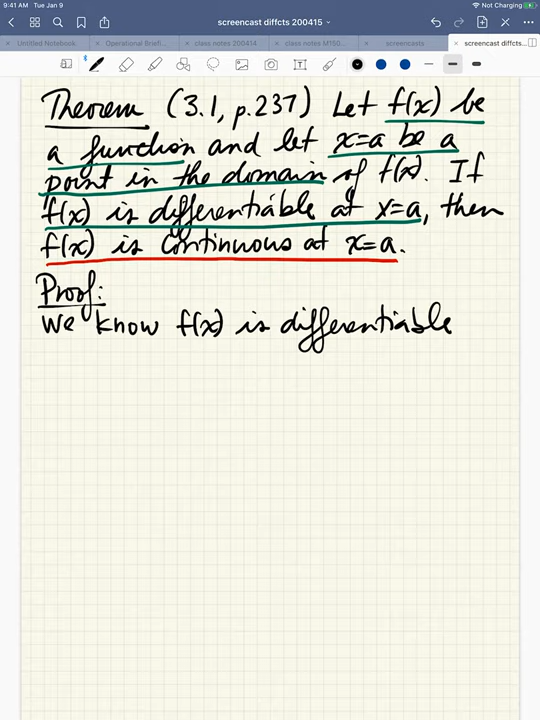 9:41 AM Tue Jan 9
Not Charging
screencast diffcts 200415
Untitled Notebook
Operational Briefi...
class notes 200414
class notes M150...
screencasts
screencast diffcts...
Theorem (3.1, p.237) Let f(x) be
a function and let x=a be a
point in the domain of f(x). If
f(x) is differentiable at x=a, then
f(x) is continuous at x=a.
Proof:
We know f(x) is differentiable